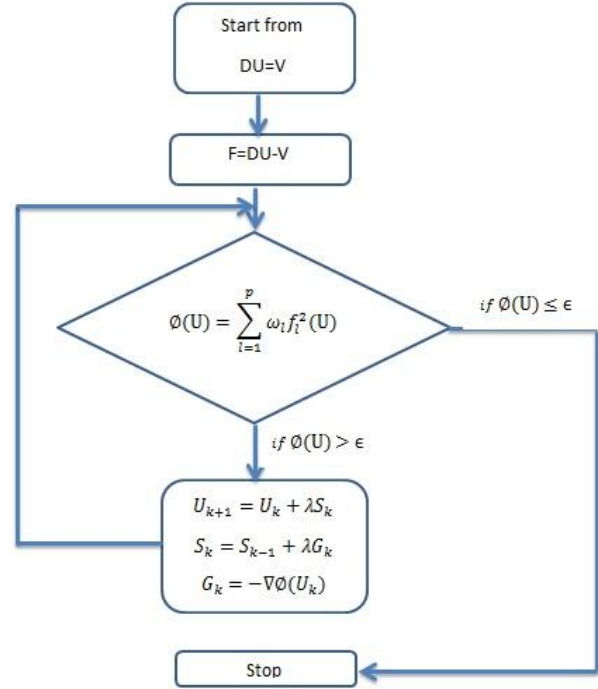 Start from
DU=V
F=DU-V
∅(U) = ∑_{l=1}^{p} ω_l f_l^2(U)
if ∅(U) ≤ ϵ
if ∅(U) > ϵ
U_{k+1} = U_k + λS_k
S_k = S_{k−1} + λG_k
G_k = −∇∅(U_k)
Stop